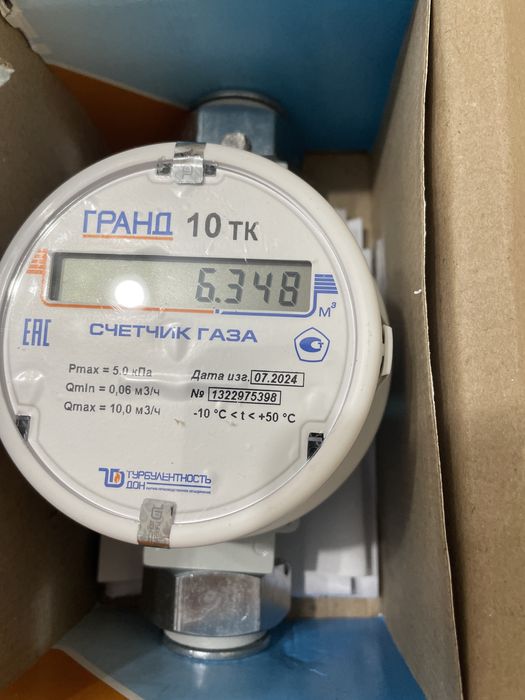 ГРАНД 10 ТК
6.348
м³
ЕАС
СЧЕТЧИК ГАЗА
Pmax = 5.0 кПа
Qmin = 0,06 м3/ч
Qmax = 10,0 м3/ч
Дата изг. 07.2024
№ 1322975398
-10 °C < t < +50 °C
ТУРБУЛЕНТНОСТЬ
ДОН